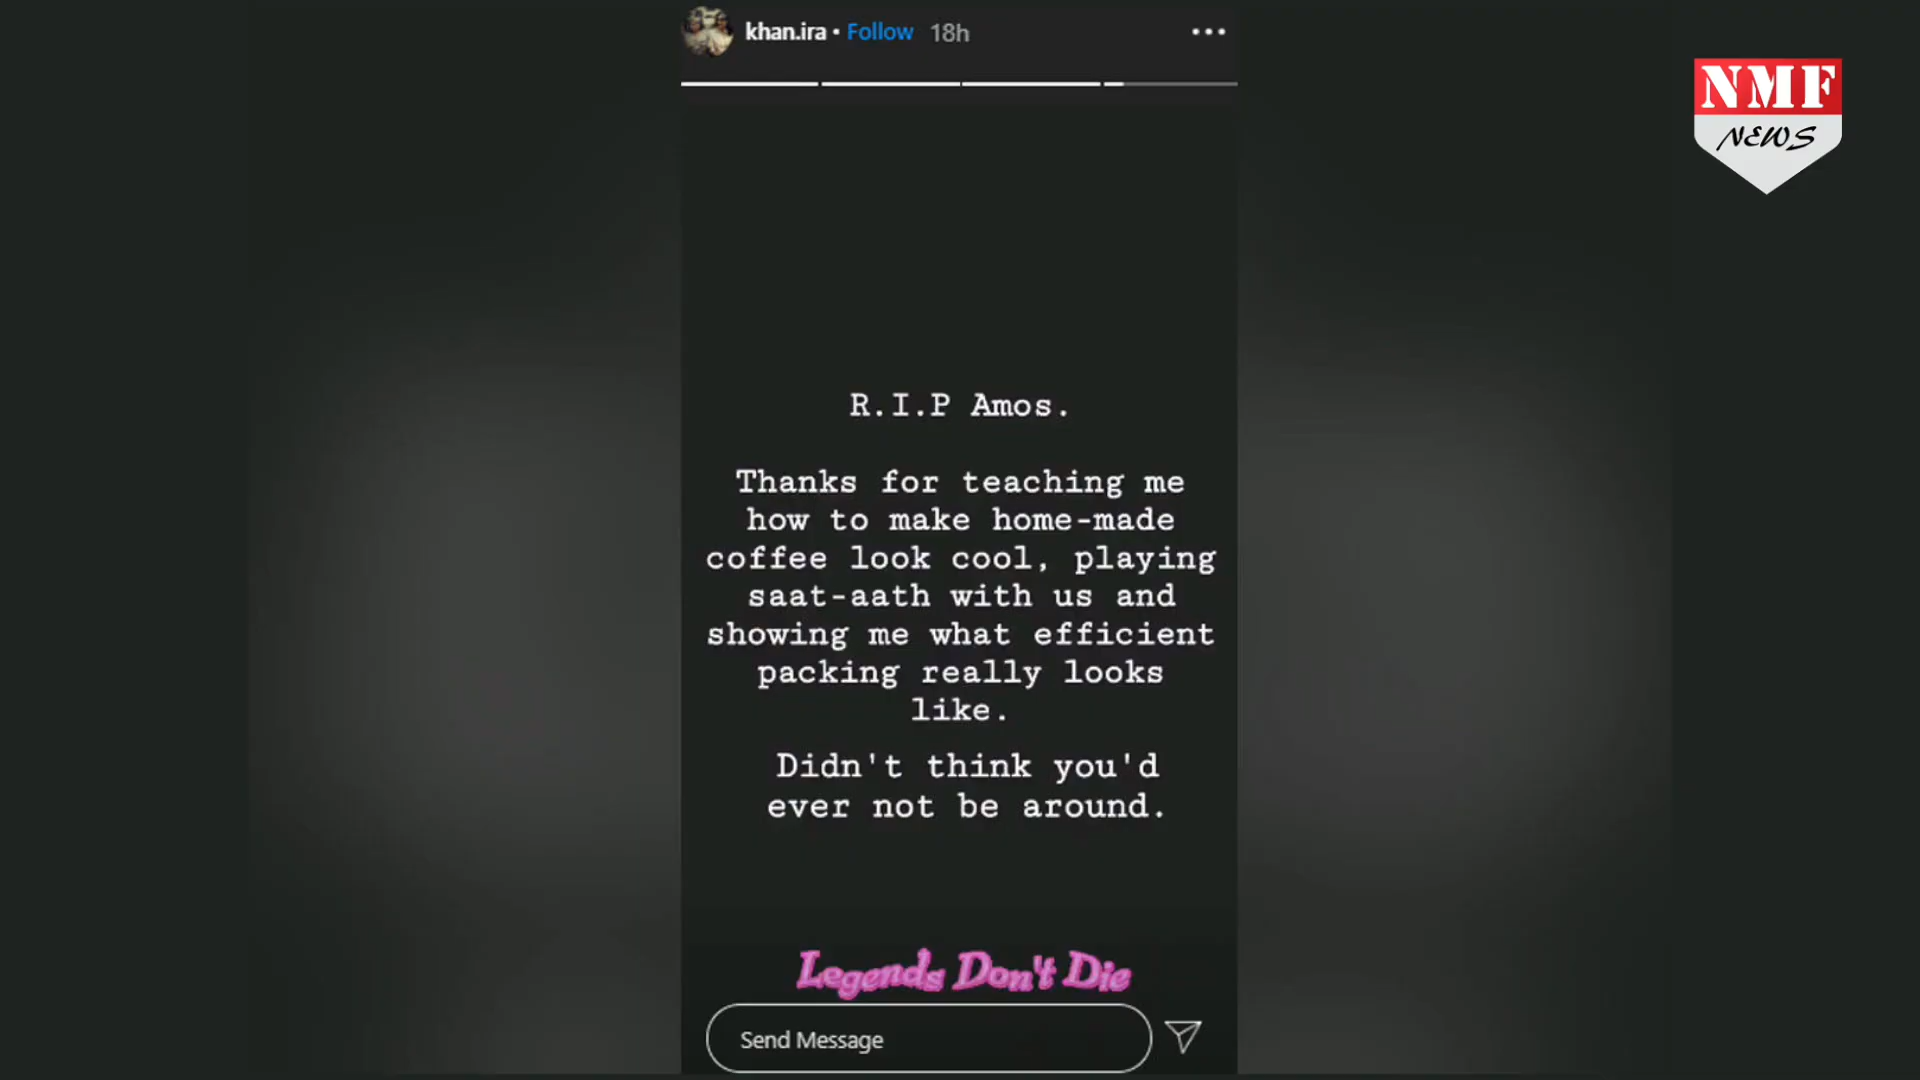 khan.ira • Follow 18h
NMF
NEWS
R.I.P Amos.
Thanks for teaching me
how to make home-made
coffee look cool, playing
saat-aath with us and
showing me what efficient
packing really looks
like.
Didn't think you'd
ever not be around.
Legends Don't Die
Send Message